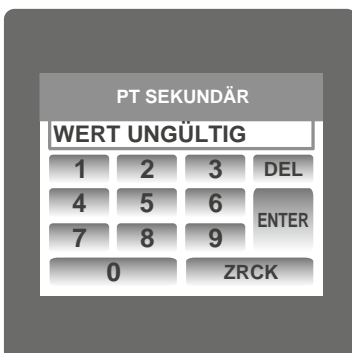 PT SEKUNDÄR
WERT UNGÜLTIG
1 2 3 DEL
4 5 6 ENTER
7 8 9
0 ZRCK